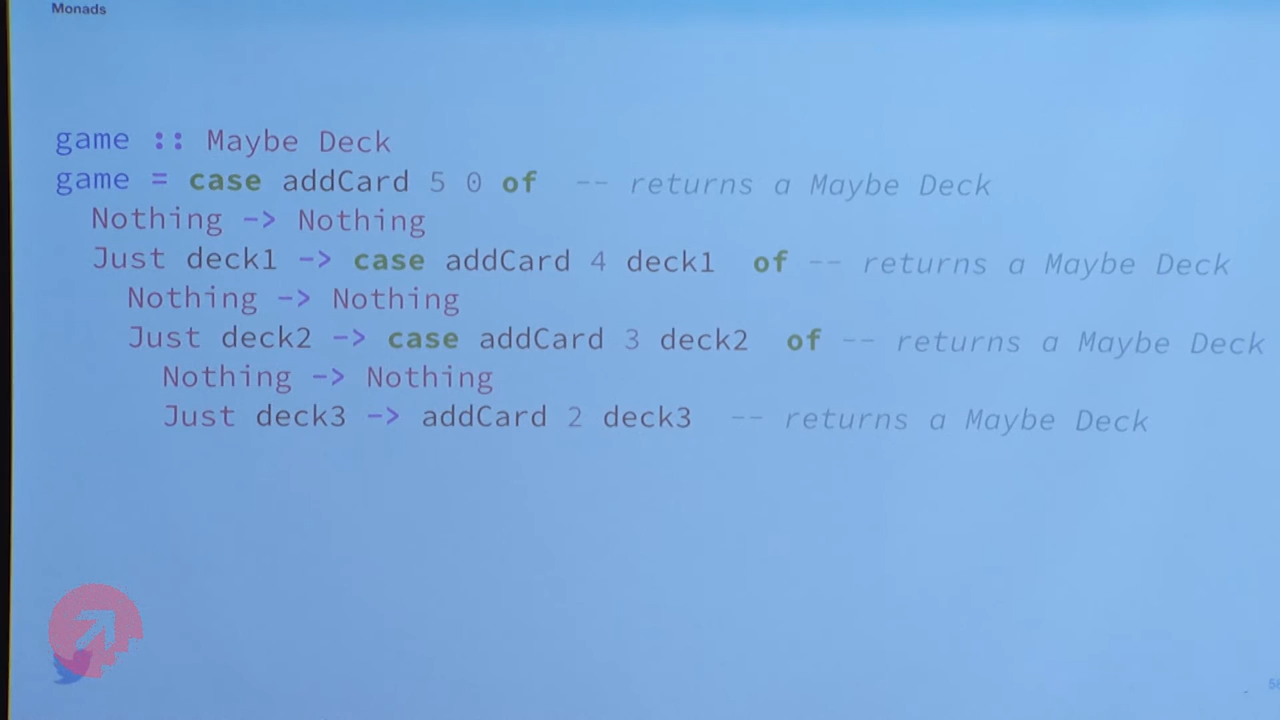 Monads
game :: Maybe Deck
game = case addCard 5 0 of  -- returns a Maybe Deck
  Nothing -> Nothing
  Just deck1 -> case addCard 4 deck1  of -- returns a Maybe Deck
    Nothing -> Nothing
    Just deck2 -> case addCard 3 deck2  of -- returns a Maybe Deck
      Nothing -> Nothing
      Just deck3 -> addCard 2 deck3  -- returns a Maybe Deck